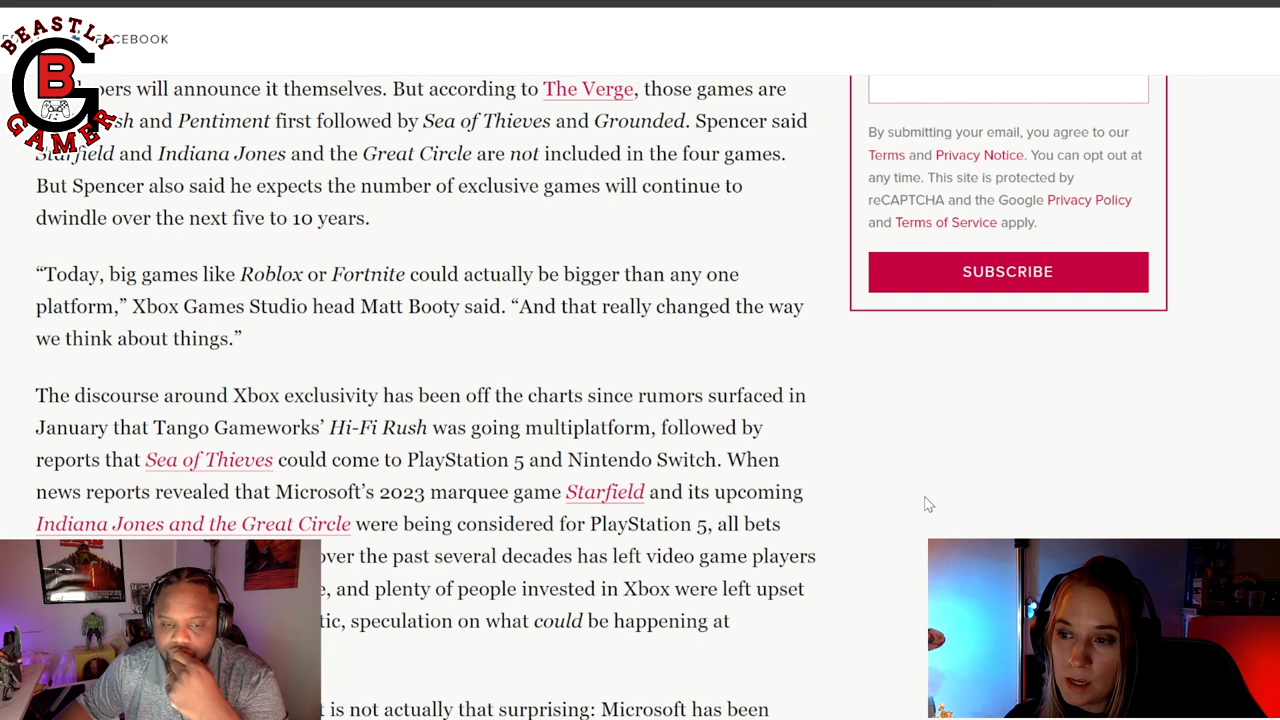 BEASTLY
B
GAMER
FACEBOOK
will announce it themselves. But according to The Verge, those games are
and Pentiment first followed by Sea of Thieves and Grounded. Spencer said
Starfield and Indiana Jones and the Great Circle are not included in the four games.
But Spencer also said he expects the number of exclusive games will continue to
dwindle over the next five to 10 years.
“Today, big games like Roblox or Fortnite could actually be bigger than any one
platform,” Xbox Games Studio head Matt Booty said. “And that really changed the way
we think about things.”
The discourse around Xbox exclusivity has been off the charts since rumors surfaced in
January that Tango Gameworks’ Hi-Fi Rush was going multiplatform, followed by
reports that Sea of Thieves could come to PlayStation 5 and Nintendo Switch. When
news reports revealed that Microsoft’s 2023 marquee game Starfield and its upcoming
Indiana Jones and the Great Circle were being considered for PlayStation 5, all bets
over the past several decades has left video game players
, and plenty of people invested in Xbox were left upset
speculation on what could be happening at
is not actually that surprising: Microsoft has been
By submitting your email, you agree to our
Terms and Privacy Notice. You can opt out at
any time. This site is protected by
reCAPTCHA and the Google Privacy Policy
and Terms of Service apply.
SUBSCRIBE